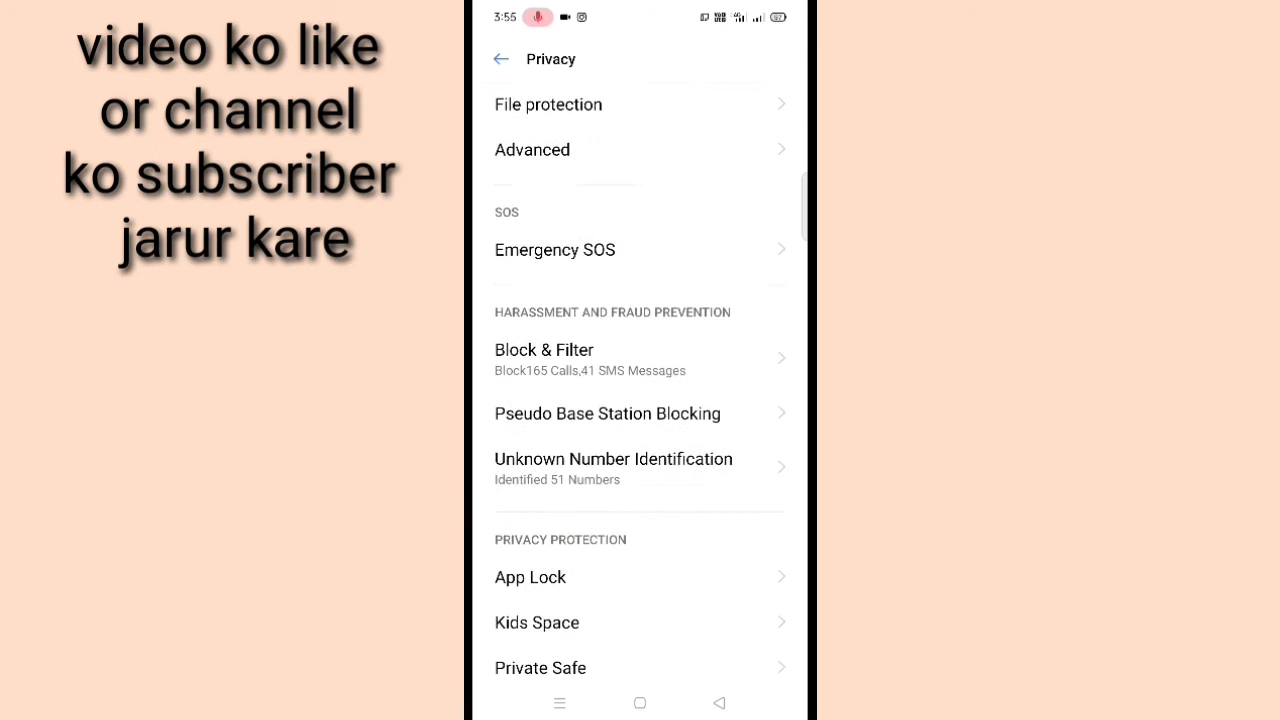 video ko like
or channel
ko subscriber
jarur kare
3:55
Privacy
File protection
Advanced
SOS
Emergency SOS
HARASSMENT AND FRAUD PREVENTION
Block & Filter
Block165 Calls,41 SMS Messages
Pseudo Base Station Blocking
Unknown Number Identification
Identified 51 Numbers
PRIVACY PROTECTION
App Lock
Kids Space
Private Safe